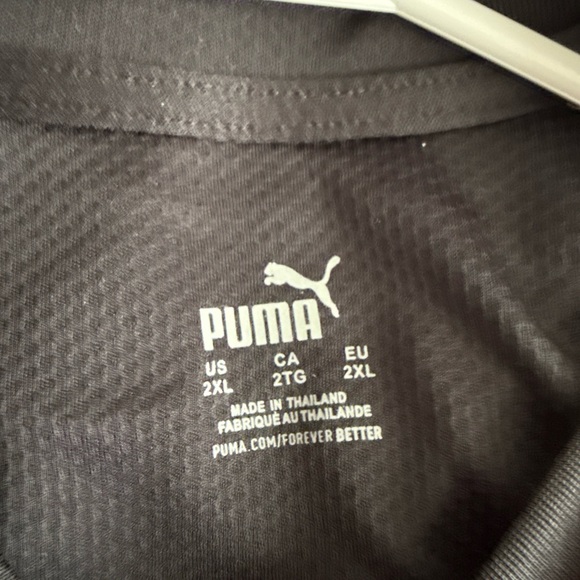 PUMA
US CA EU
2XL 2TG 2XL
MADE IN THAILAND
FABRIQUÉ AU THAILANDE
PUMA.COM/FOREVER BETTER